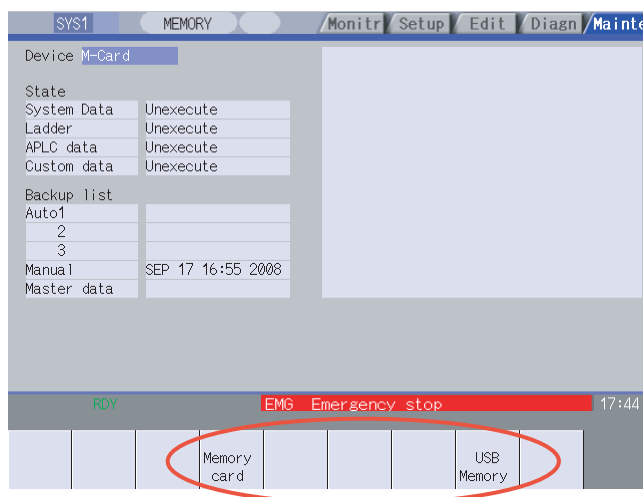 SYS1 MEMORY Monitr Setup Edit Diagn Mainte
Device M-Card
State
System Data Unexecute
Ladder Unexecute
APLC data Unexecute
Custom data Unexecute
Backup list
Auto1
2
3
Manual SEP 17 16:55 2008
Master data
RDY EMG Emergency stop 17:44
Memory card USB Memory